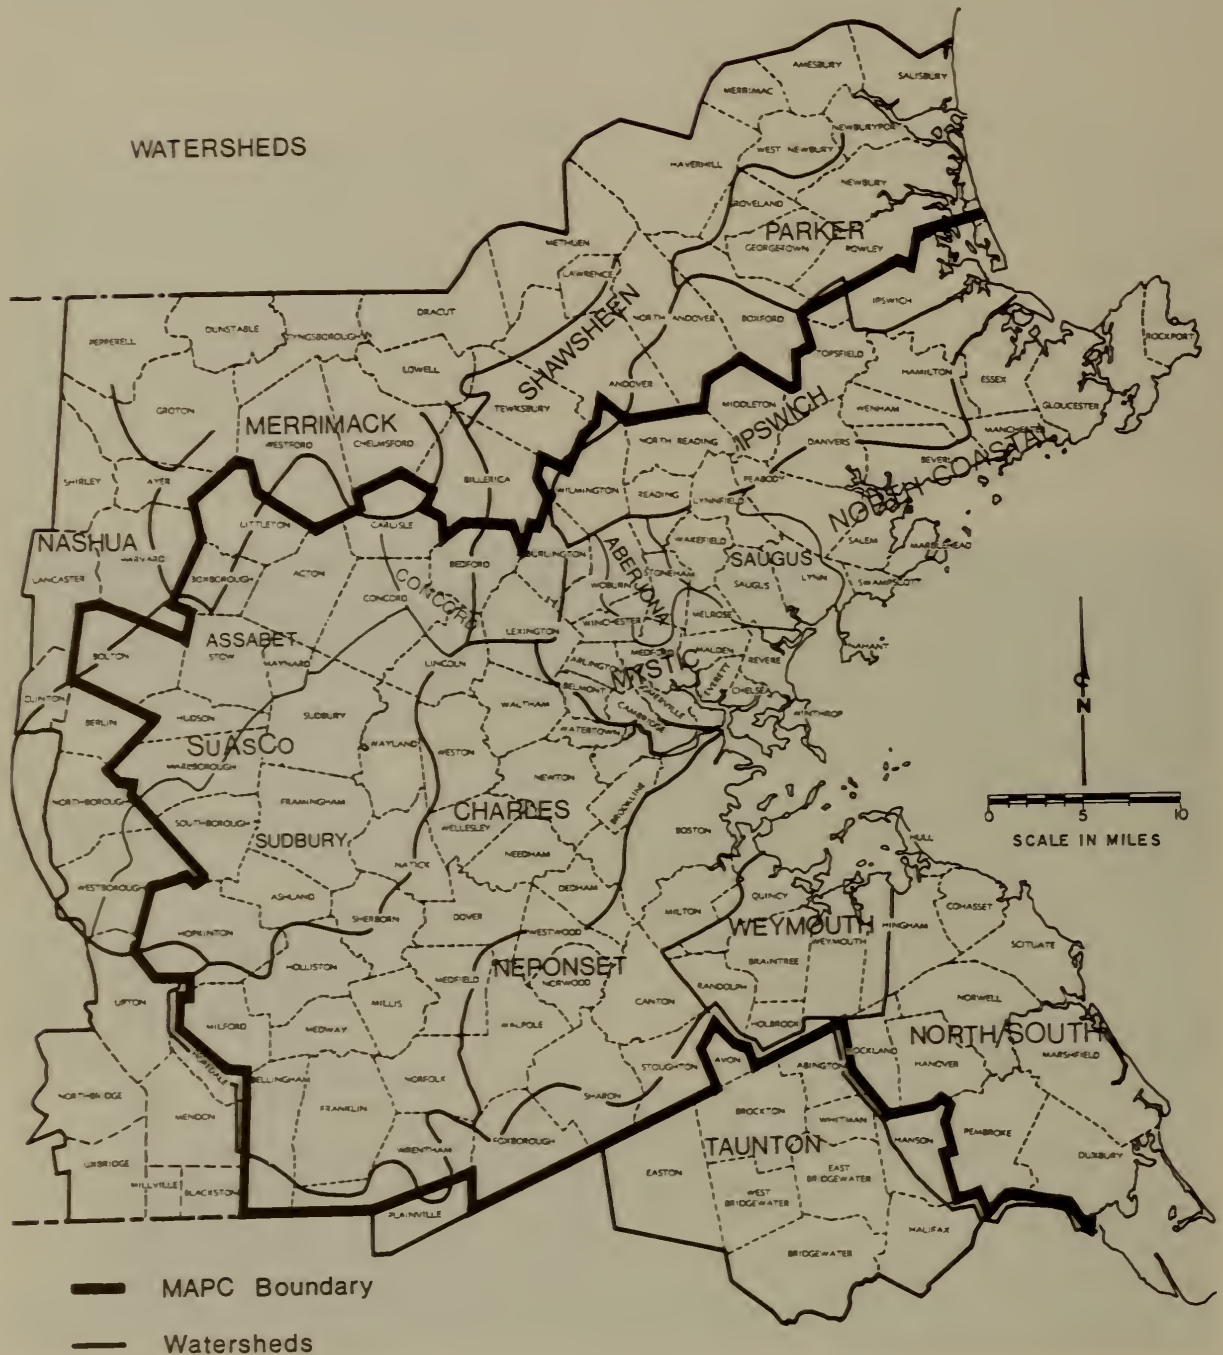 WATERSHEDS
AMESBURY
SALISBURY
MERRIMAC
NEWBURYPOR
WEST NEWBURY
HAVERHILL
NEWBURY
GROVELAND
PARKER
GEORGETOWN
ROWLEY
METHUEN
LAWRENCE
IPSWICH
DRACUT
NORTH ANDOVER
BOXFORD
DUNSTABLE
TYNGSBOROUGH
PEPPERELL
SHAWSHEEN
ROCKPORT
TOPSFIELD
LOWELL
HAMILTON
ESSEX
ANDOVER
GROTON
TEWKSBURY
MIDDLETON
WENHAM
GLOUCESTER
MERRIMACK
IPSWICH
WESTFORD
CHELMSFORD
NORTH READING
DANVERS
MANCHESTER
BEVERLY
NORTH COASTAL
SHIRLEY
AYER
BILLERICA
WILMINGTON
READING
LYNNFIELD
PEABODY
LITTLETON
CARLISLE
WAKEFIELD
SALEM
MARBLEHEAD
NASHUA
HARVARD
BURLINGTON
ABERJONA
SAUGUS
LANCASTER
BOXBOROUGH
ACTON
BEDFORD
WOBURN
STONEHAM
SAUGUS
LYNN
SWAMPSCOTT
CONCORD
CONCORD
WINCHESTER
MELROSE
ASSABET
LEXINGTON
NAHANT
BOLTON
STOW
MAYNARD
LINCOLN
ARLINGTON
MEDFORD
MALDEN
REVERE
MYSTIC
EVERETT
CHELSEA
CLINTON
BERLIN
HUDSON
SUDBURY
WALTHAM
BELMONT
SOMERVILLE
CAMBRIDGE
WINTHROP
WATERTOWN
SuAsCo
WAYLAND
WESTON
MARLBOROUGH
NEWTON
N
NORTHBOROUGH
FRAMINGHAM
CHARLES
BROOKLINE
SOUTHBOROUGH
WELLESLEY
BOSTON
0 5 10
SCALE IN MILES
SUDBURY
NEEDHAM
HULL
NATICK
WESTBOROUGH
ASHLAND
DEDHAM
QUINCY
COHASSET
SHERBORN
DOVER
MILTON
WEYMOUTH
HINGHAM
HOPKINTON
WESTWOOD
WEYMOUTH
SCITUATE
HOLLISTON
NEPONSET
BRAINTREE
MEDFIELD
NORWOOD
RANDOLPH
UPTON
MILLIS
CANTON
NORWELL
MILFORD
MEDWAY
WALPOLE
HOLBROOK
NORTH/SOUTH
HOPEDALE
ROCKLAND
HANOVER
MARSHFIELD
STOUGHTON
AVON
ABINGTON
BELLINGHAM
NORFOLK
SHARON
NORTHBRIDGE
MENDON
FRANKLIN
BROCKTON
WHITMAN
PEMBROKE
WRENTHAM
FOXBOROUGH
TAUNTON
HANSON
DUXBURY
UXBRIDGE
EASTON
EAST
BRIDGEWATER
MILLVILLE
BLACKSTON
WEST
BRIDGEWATER
PLAINVILLE
HALIFAX
BRIDGEWATER
MAPC Boundary
Watersheds